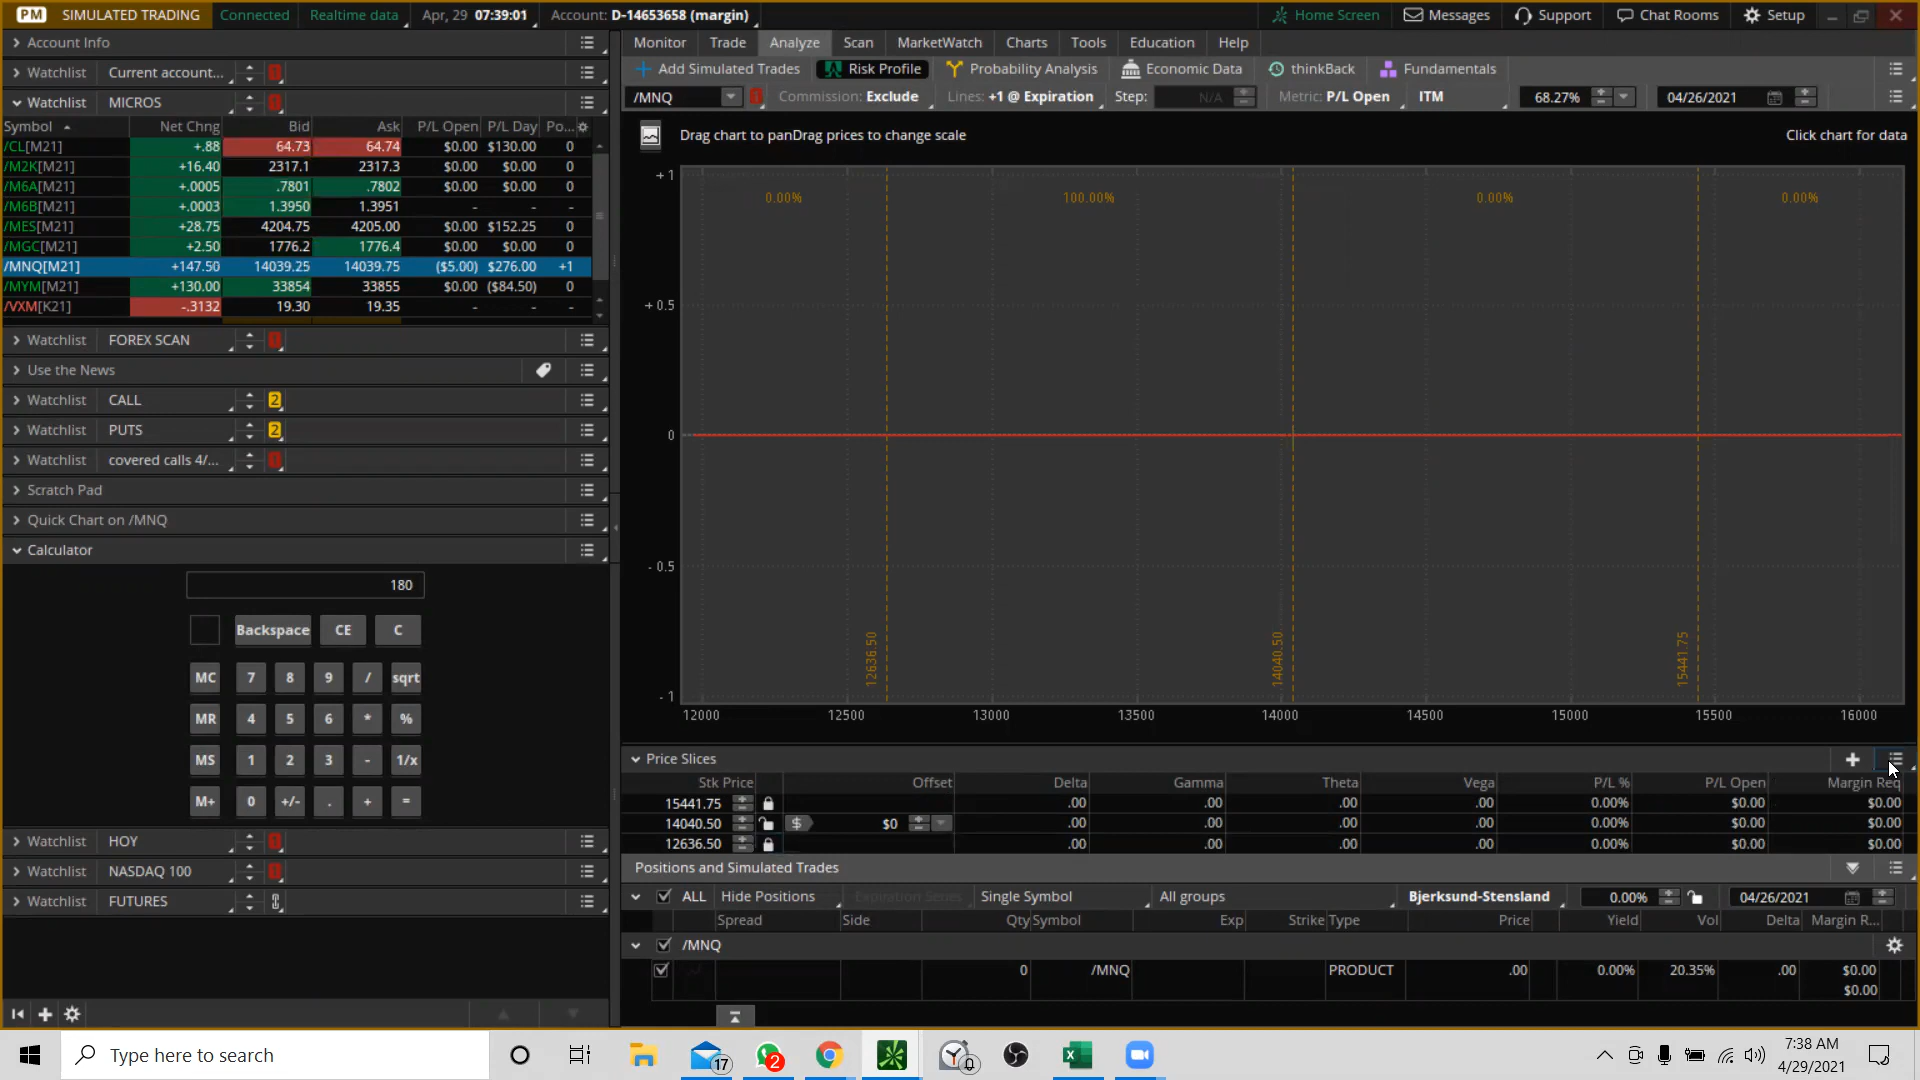 PM SIMULATED TRADING Connected Realtime data Apr, 29 07:39:01 Account: D-14653658 (margin) Home Screen Messages Support Chat Rooms Setup
Account Info
Monitor Trade Analyze Scan MarketWatch Charts Tools Education Help
Watchlist Current account...
Add Simulated Trades Risk Profile Probability Analysis Economic Data thinkBack Fundamentals
Watchlist MICROS
/MNQ Commission: Exclude Lines: +1 @ Expiration Step: N/A Metric: P/L Open ITM 68.27% 04/26/2021
Symbol Net Chng Bid Ask P/L Open P/L Day Po...
/CL[M21] +.88 64.73 64.74 $0.00 $130.00 0
/M2K[M21] +16.40 2317.1 2317.3 $0.00 $0.00 0
/M6A[M21] +.0005 .7801 .7802 $0.00 $0.00 0
/M6B[M21] +.0003 1.3950 1.3951 - - -
/MES[M21] +28.75 4204.75 4205.00 $0.00 $152.25 0
/MGC[M21] +2.50 1776.2 1776.4 $0.00 $0.00 0
/MNQ[M21] +147.50 14039.25 14039.75 ($5.00) $276.00 +1
/MYM[M21] +130.00 33854 33855 $0.00 ($84.50) 0
/VXM[K21] -.3132 19.30 19.35 - - -
Watchlist FOREX SCAN
Use the News
Watchlist CALL 2
Watchlist PUTS 2
Watchlist covered calls 4/...
Scratch Pad
Quick Chart on /MNQ
Calculator
180
Backspace CE C
MC 7 8 9 / sqrt
MR 4 5 6 * %
MS 1 2 3 - 1/x
M+ 0 +/- . + =
Watchlist HOY
Watchlist NASDAQ 100
Watchlist FUTURES
Drag chart to panDrag prices to change scale Click chart for data
+ 1
0.00% 100.00% 0.00% 0.00%
+ 0.5
0
- 0.5
12636.50 14040.50 15441.75
- 1
12000 12500 13000 13500 14000 14500 15000 15500 16000
Price Slices
Stk Price Offset Delta Gamma Theta Vega P/L % P/L Open Margin Req
15441.75 .00 .00 .00 .00 0.00% $0.00 $0.00
14040.50 $ $0 .00 .00 .00 .00 0.00% $0.00 $0.00
12636.50 .00 .00 .00 .00 0.00% $0.00 $0.00
Positions and Simulated Trades
ALL Hide Positions Expiration Series Single Symbol All groups Bjerksund-Stensland 0.00% 04/26/2021
Spread Side Qty Symbol Exp Strike Type Price Yield Vol Delta Margin R...
/MNQ
0 /MNQ PRODUCT .00 0.00% 20.35% .00 $0.00
$0.00
Type here to search 17 2 0 7:38 AM
4/29/2021